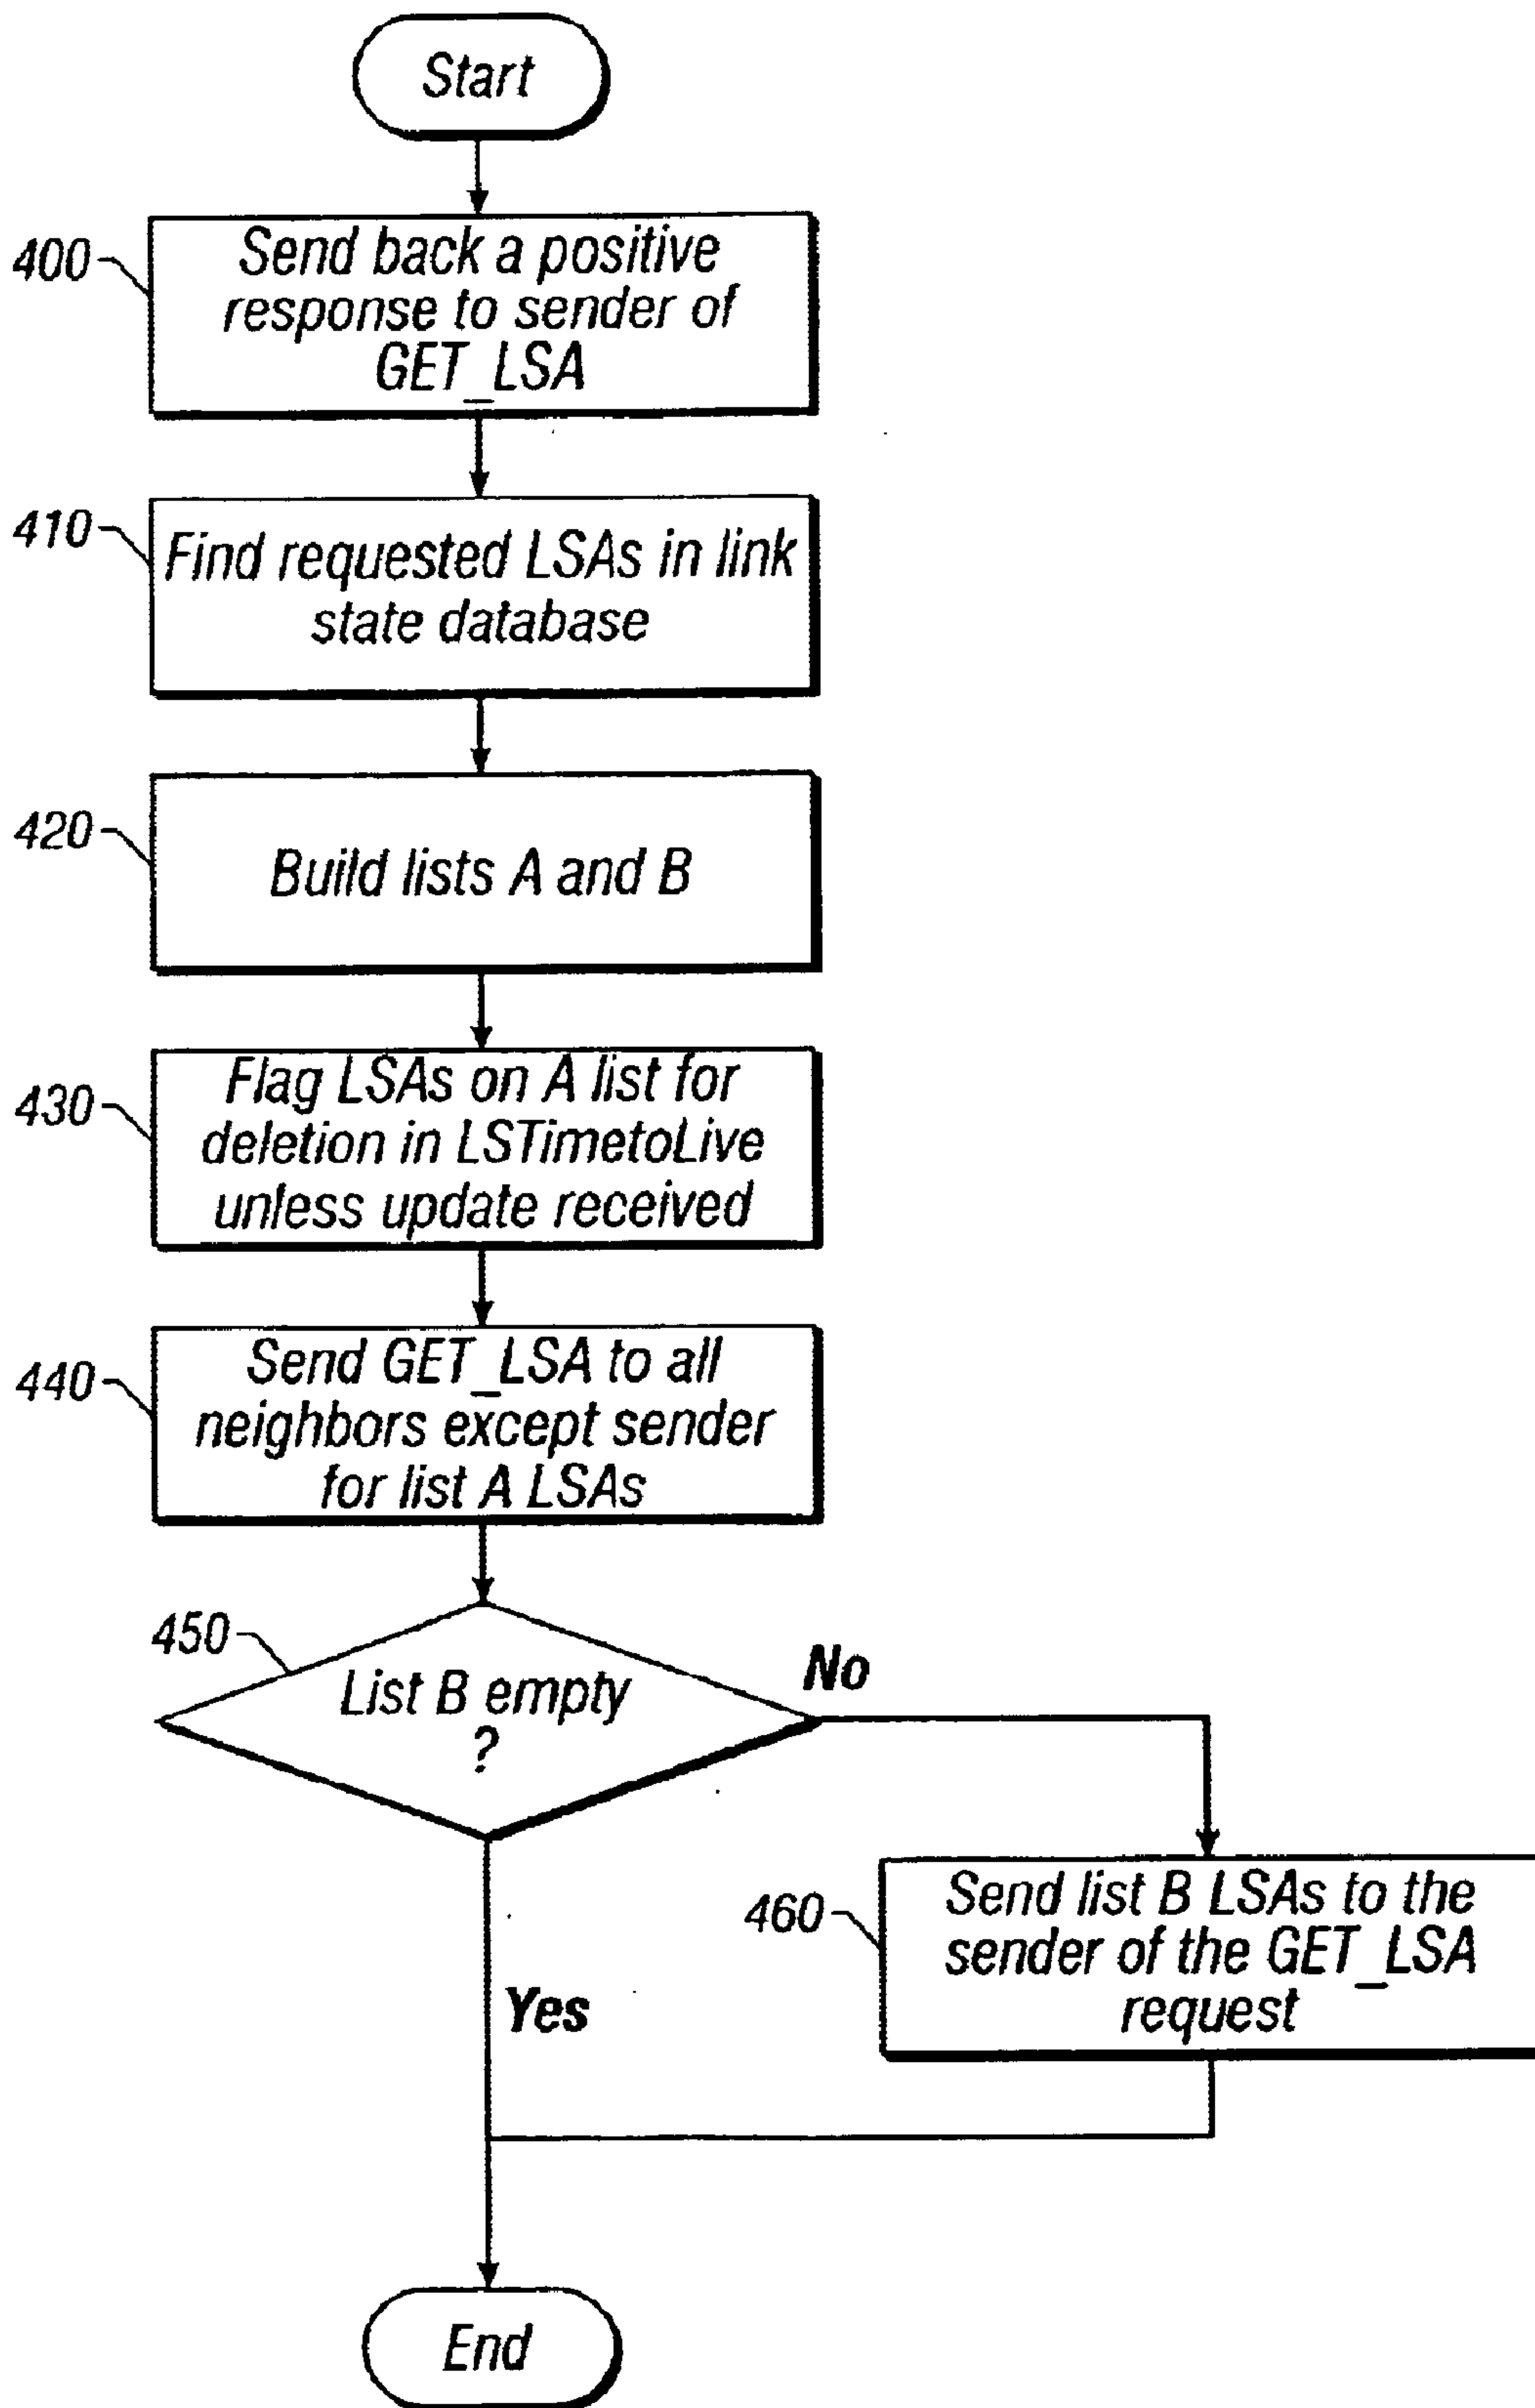 Start
400
Send back a positive
response to sender of
GET_LSA
410
Find requested LSAs in link
state database
420
Build lists A and B
430
Flag LSAs on A list for
deletion in LSTimetoLive
unless update received
440
Send GET_LSA to all
neighbors except sender
for list A LSAs
450
List B empty
?
No
Yes
460
Send list B LSAs to the
sender of the GET_LSA
request
End